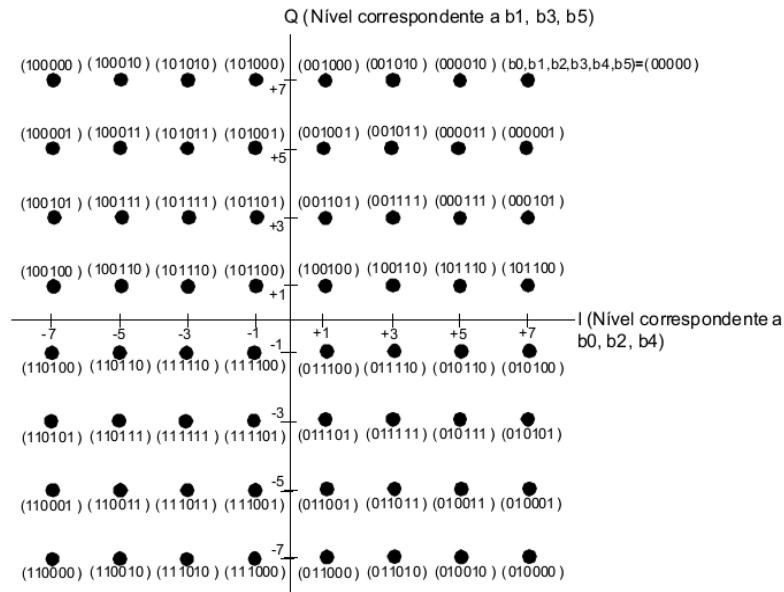 Q (Nível correspondente a b1, b3, b5)
(100000) (100010) (101010) (101000) (001000) (001010) (000010) (b0,b1,b2,b3,b4,b5)=(00000)
+7
(100001) (100011) (101011) (101001) (001001) (001011) (000011) (000001)
+5
(100101) (100111) (101111) (101101) (001101) (001111) (000111) (000101)
+3
(100100) (100110) (101110) (101100) (100100) (100110) (101110) (101100)
+1
I (Nível correspondente a
b0, b2, b4)
-7 -5 -3 -1 +1 +3 +5 +7
-1
(110100) (110110) (111110) (111100) (011100) (011110) (010110) (010100)
-3
(110101) (110111) (111111) (111101) (011101) (011111) (010111) (010101)
-5
(110001) (110011) (111011) (111001) (011001) (011011) (010011) (010001)
-7
(110000) (110010) (111010) (111000) (011000) (011010) (010010) (010000)